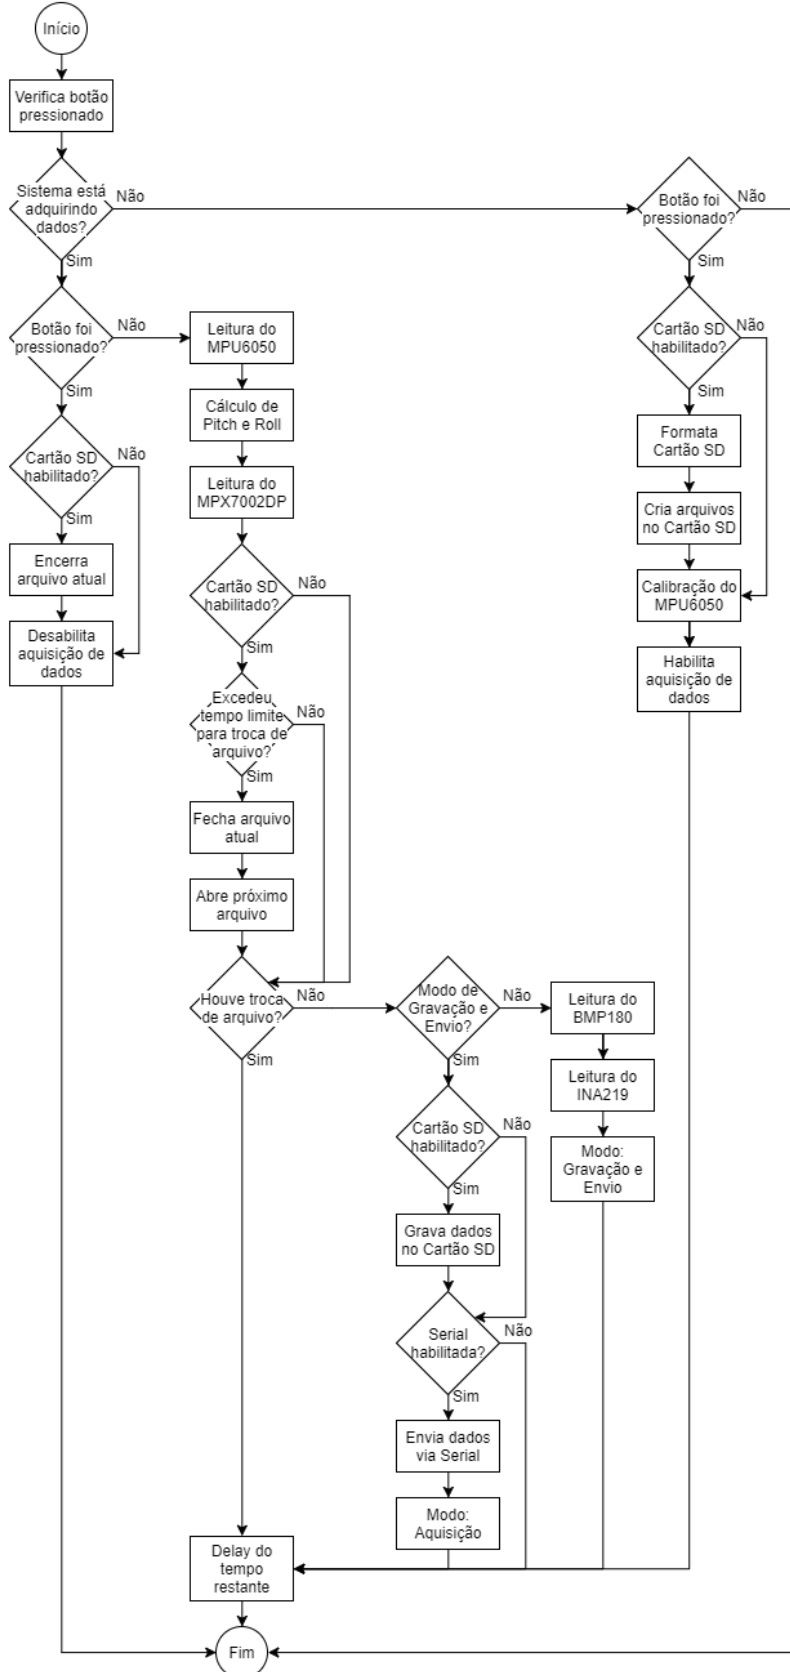 Início
Verifica botão
pressionado
Sistema está
adquirindo
dados?
Não
Sim
Botão foi
pressionado?
Não
Sim
Cartão SD
habilitado?
Não
Sim
Encerra
arquivo atual
Desabilita
aquisição de
dados
Leitura do
MPU6050
Cálculo de
Pitch e Roll
Leitura do
MPX7002DP
Cartão SD
habilitado?
Não
Sim
Excedeu
tempo limite
para troca de
arquivo?
Não
Sim
Fecha arquivo
atual
Abre próximo
arquivo
Houve troca
de arquivo?
Não
Sim
Modo de
Gravação e
Envio?
Não
Sim
Cartão SD
habilitado?
Não
Sim
Grava dados
no Cartão SD
Serial
habilitada?
Não
Sim
Envia dados
via Serial
Modo:
Aquisição
Leitura do
BMP180
Leitura do
INA219
Modo:
Gravação e
Envio
Botão foi
pressionado?
Não
Sim
Cartão SD
habilitado?
Não
Sim
Formata
Cartão SD
Cria arquivos
no Cartão SD
Calibração do
MPU6050
Habilita
aquisição de
dados
Delay do
tempo
restante
Fim